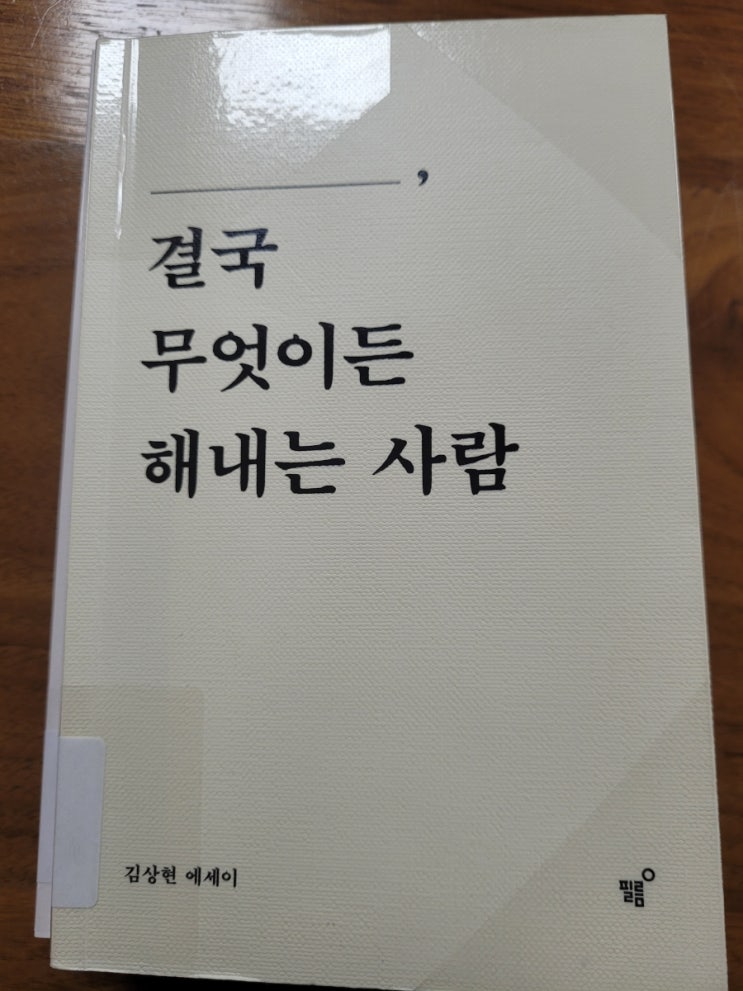 ,
결국
무엇이든
해내는 사람
김상현 에세이
필름